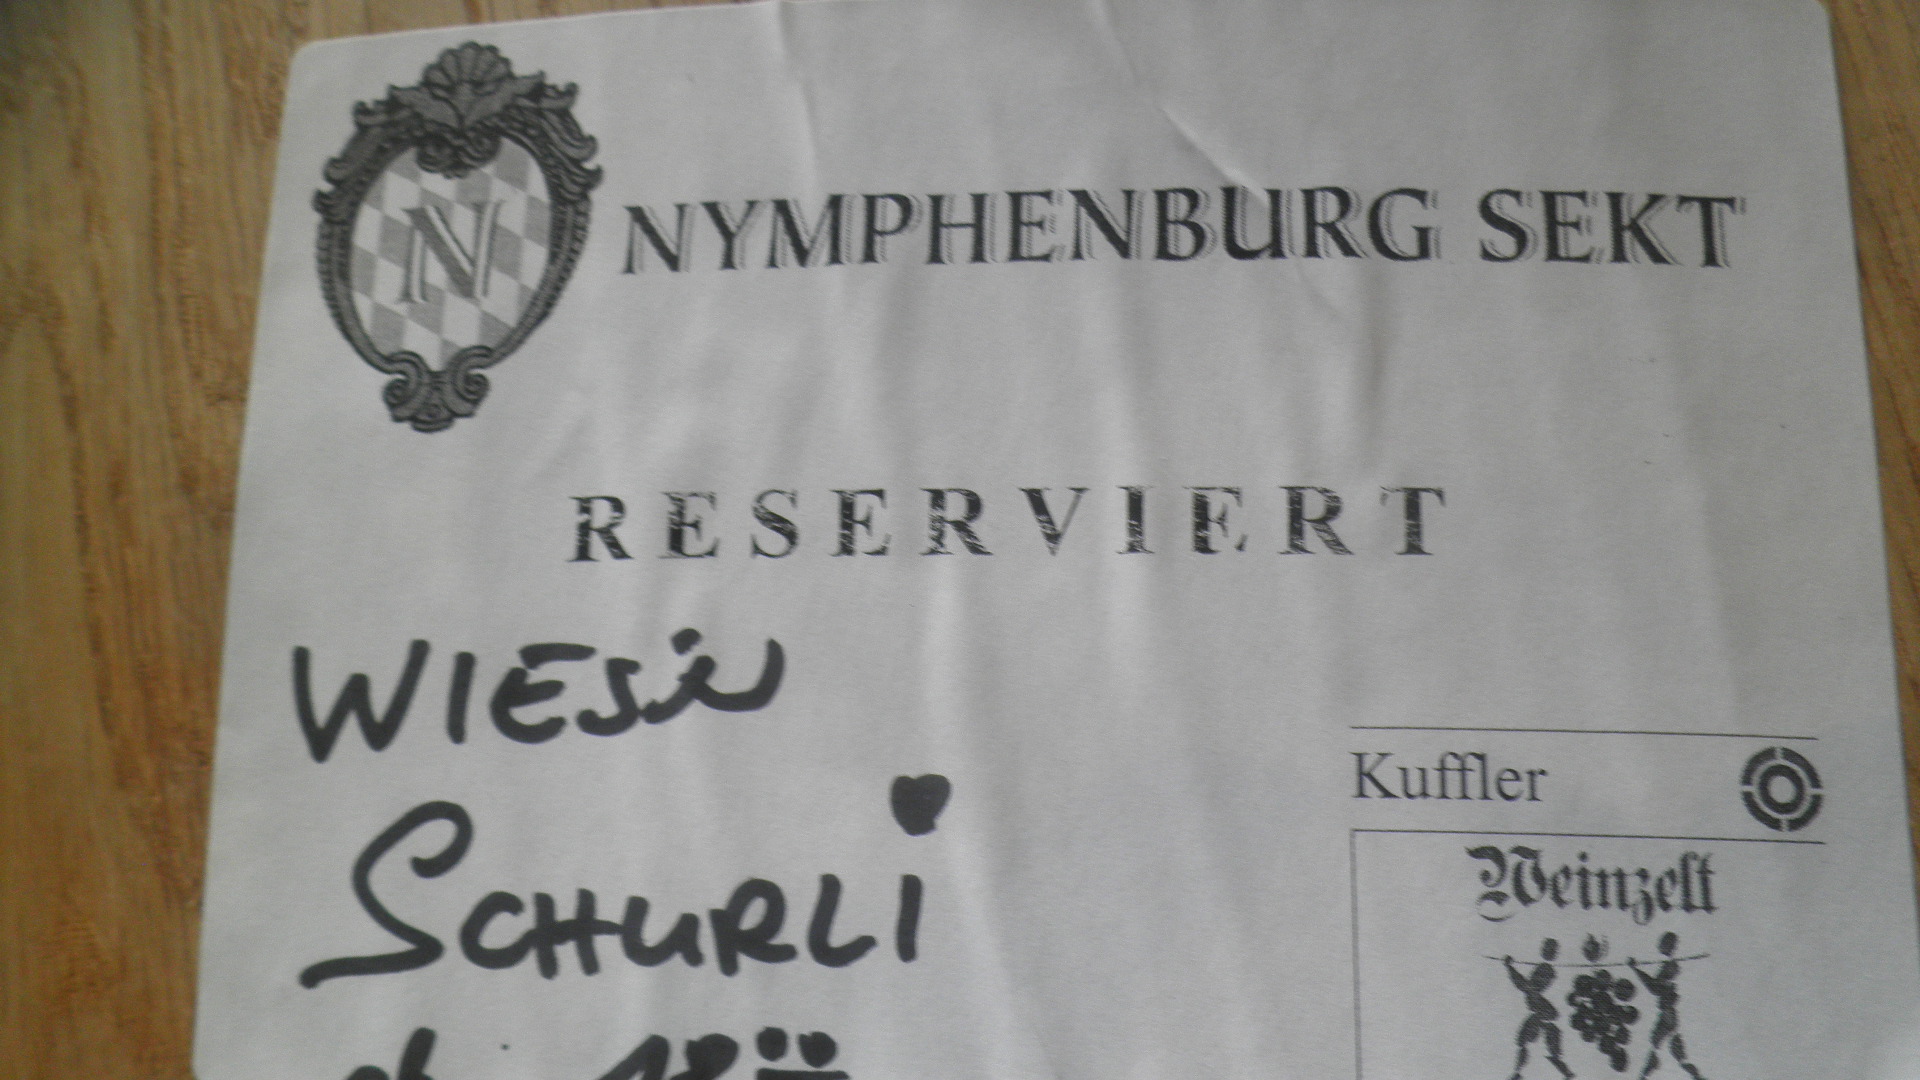 N
NYMPHENBURG SEKT
RESERVIERT
WIESN
SCHURLI
Kuffler
Weinzelt